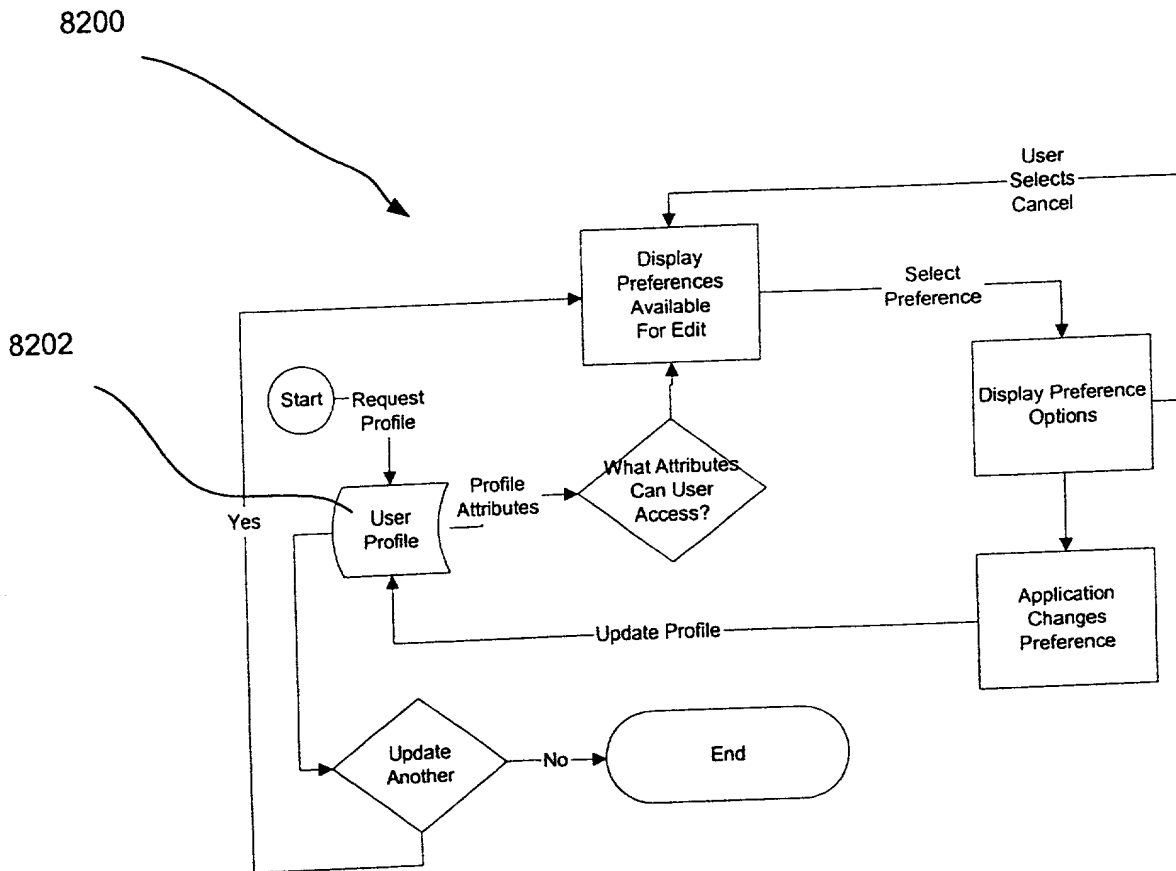 8200
User
Selects
Cancel
Display
Preferences
Available
For Edit
Select
Preference
8202
Start
Request
Profile
Display Preference
Options
What Attributes
Can User
Access?
Profile
Attributes
User
Profile
Yes
Application
Changes
Preference
Update Profile
Update
Another
No
End